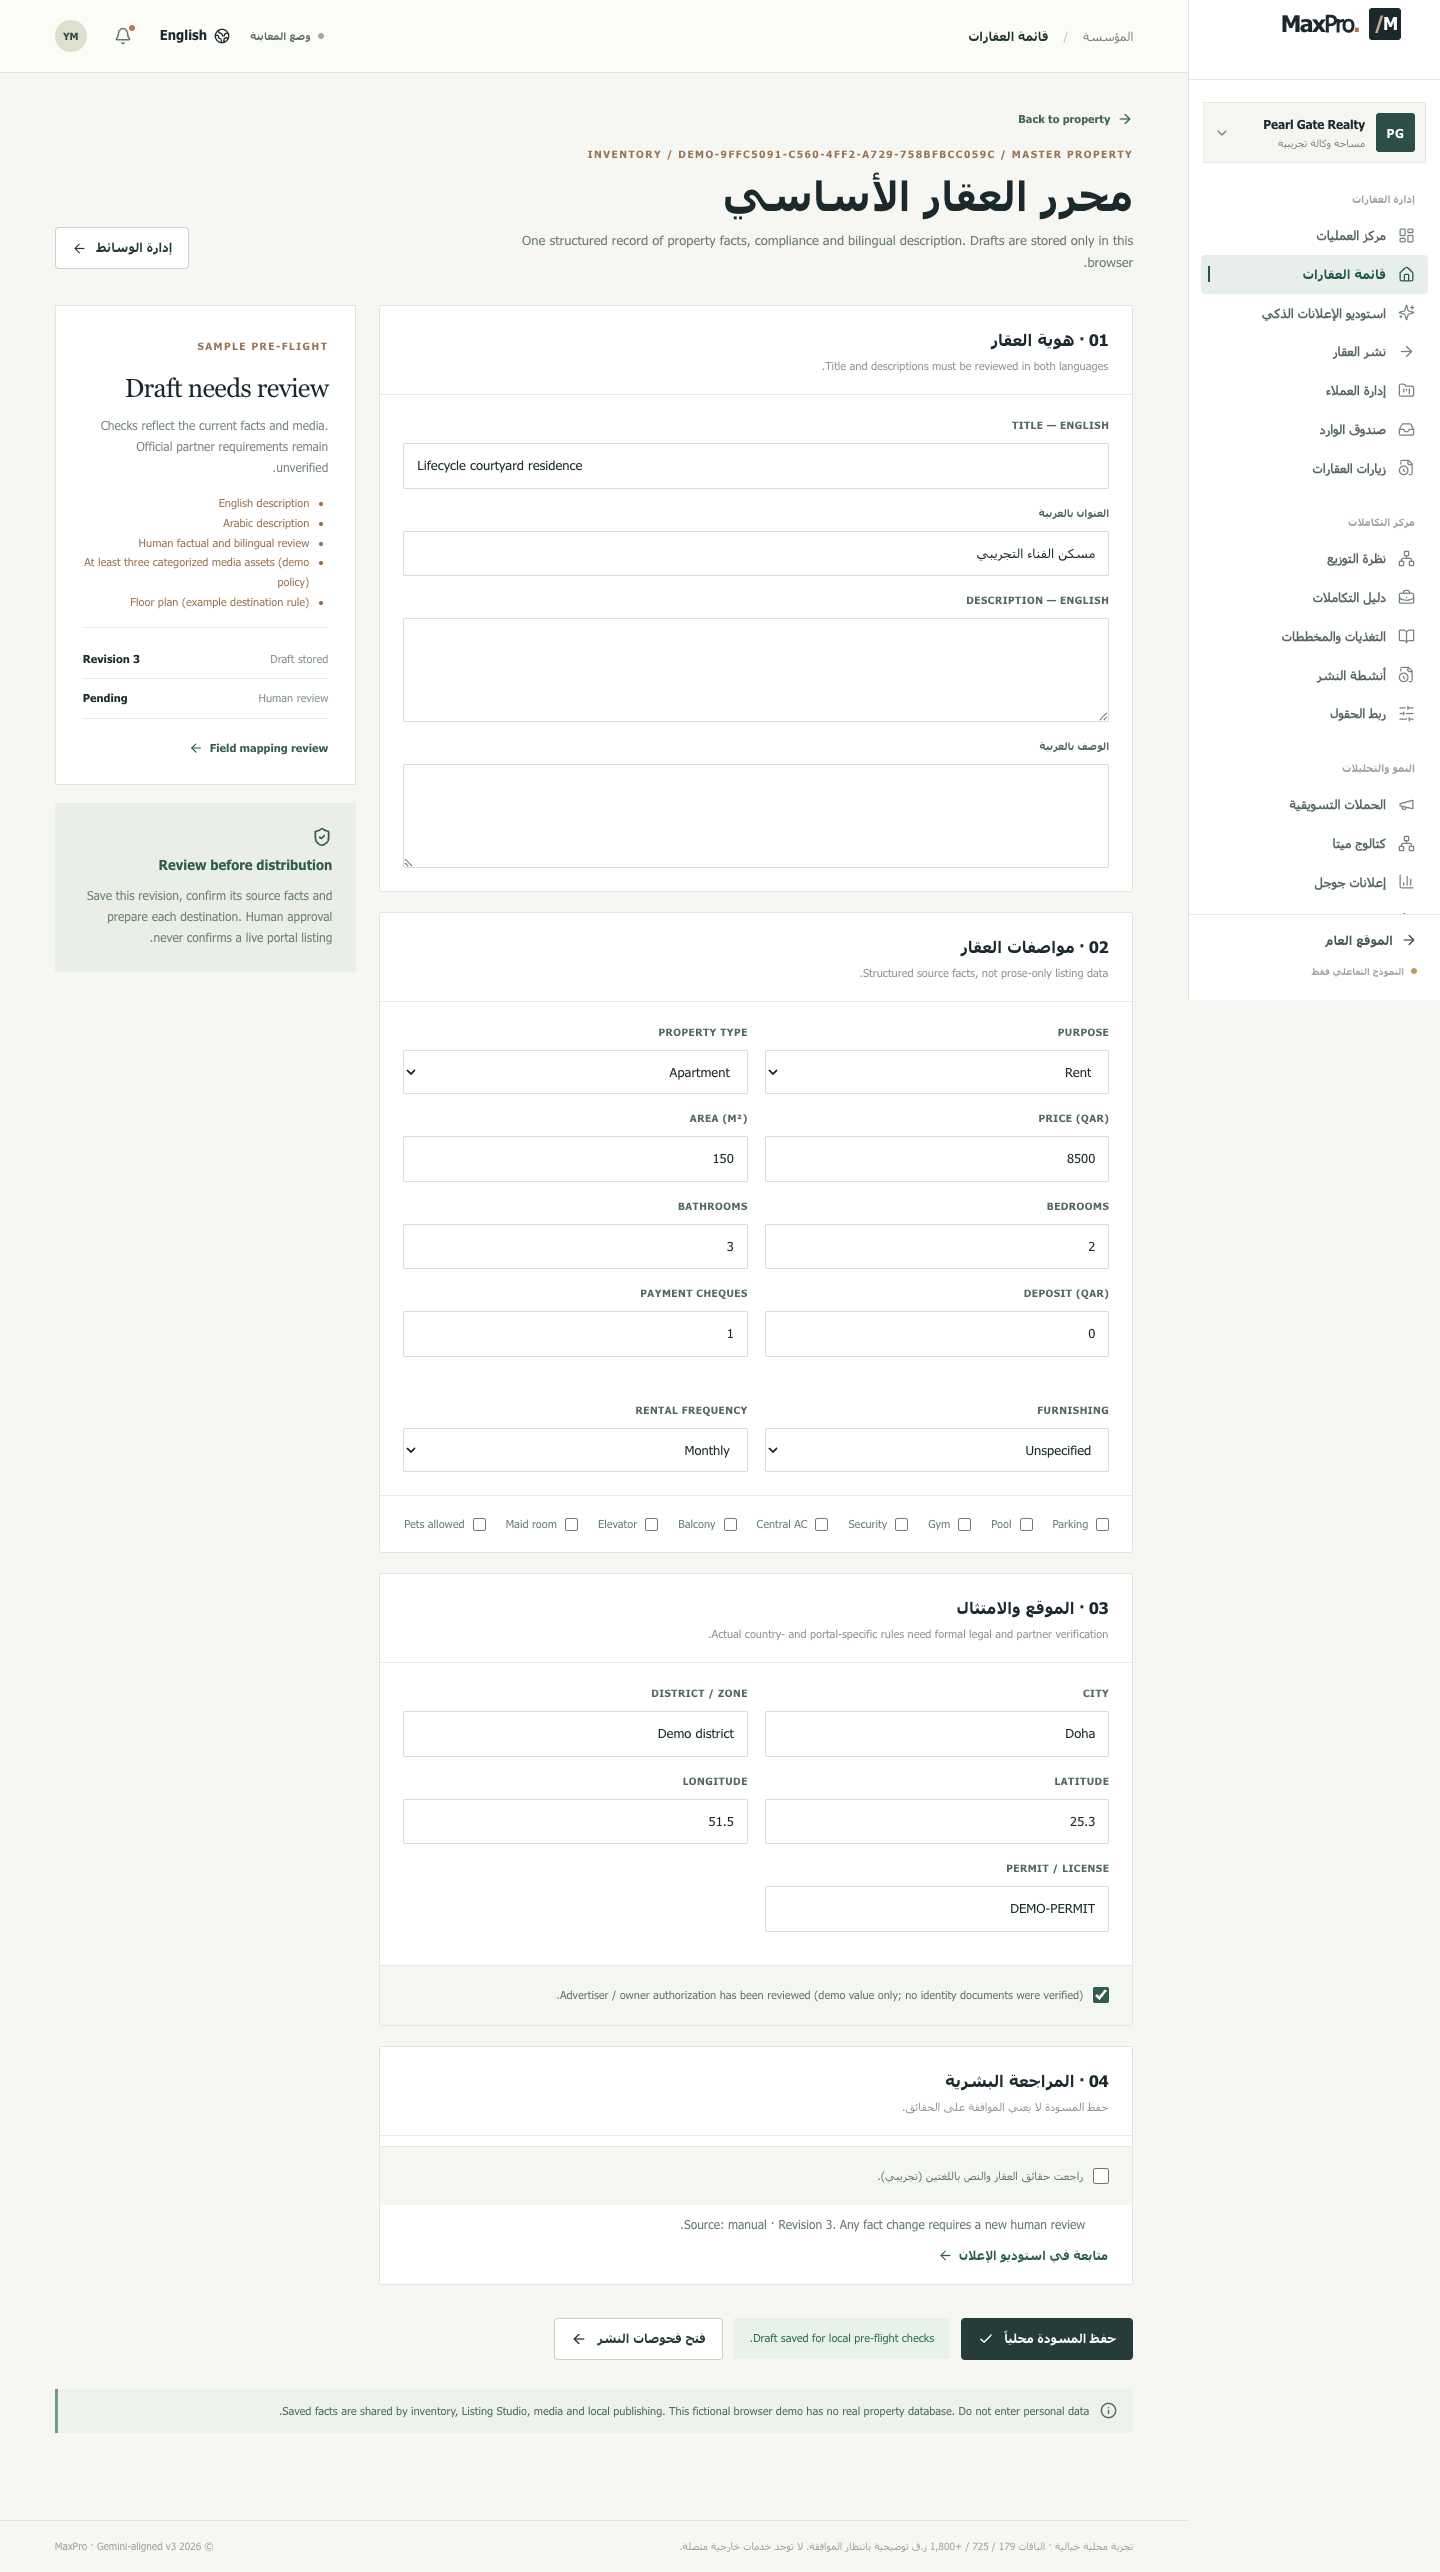 MaxPro.
/M
المؤسسة / قائمة العقارات
وضع المعاينة
English
YM
PG
Pearl Gate Realty
مساحة وكالة تجريبية
إدارة العقارات
مركز العمليات
قائمة العقارات
استوديو الإعلانات الذكي
نشر العقار
إدارة العملاء
صندوق الوارد
زيارات العقارات
مركز التكاملات
نظرة التوزيع
دليل التكاملات
التغذيات والمخططات
أنشطة النشر
ربط الحقول
النمو والتحليلات
الحملات التسويقية
كتالوج ميتا
إعلانات جوجل
الموقع العام
النموذج التفاعلي فقط
Back to property
INVENTORY / DEMO-9FFC5091-C560-4FF2-A729-758BFBCC059C / MASTER PROPERTY
محرر العقار الأساسي
One structured record of property facts, compliance and bilingual description. Drafts are stored only in this
browser.
إدارة الوسائط
01 · هوية العقار
Title and descriptions must be reviewed in both languages.
TITLE — ENGLISH
Lifecycle courtyard residence
العنوان بالعربية
مسكن الفناء التجريبي
DESCRIPTION — ENGLISH
الوصف بالعربية
SAMPLE PRE-FLIGHT
Draft needs review
Checks reflect the current facts and media.
Official partner requirements remain
unverified.
• English description
• Arabic description
• Human factual and bilingual review
• At least three categorized media assets (demo
policy)
• Floor plan (example destination rule)
Draft stored
Revision 3
Human review
Pending
Field mapping review
Review before distribution
Save this revision, confirm its source facts and
prepare each destination. Human approval
never confirms a live portal listing.
02 · مواصفات العقار
Structured source facts, not prose-only listing data.
PURPOSE
Rent
PROPERTY TYPE
Apartment
PRICE (QAR)
8500
AREA (M²)
150
BEDROOMS
2
BATHROOMS
3
DEPOSIT (QAR)
0
PAYMENT CHEQUES
1
FURNISHING
Unspecified
RENTAL FREQUENCY
Monthly
Parking
Pool
Gym
Security
Central AC
Balcony
Elevator
Maid room
Pets allowed
03 · الموقع والامتثال
Actual country- and portal-specific rules need formal legal and partner verification.
CITY
Doha
DISTRICT / ZONE
Demo district
LATITUDE
25.3
LONGITUDE
51.5
PERMIT / LICENSE
DEMO-PERMIT
Advertiser / owner authorization has been reviewed (demo value only; no identity documents were verified).
04 · المراجعة البشرية
حفظ المسودة لا يعني الموافقة على الحقائق.
راجعت حقائق العقار والنص باللغتين (تجريبي).
Source: manual · Revision 3. Any fact change requires a new human review.
متابعة في استوديو الإعلان
حفظ المسودة محلياً
Draft saved for local pre-flight checks.
فتح فحوصات النشر
Saved facts are shared by inventory, Listing Studio, media and local publishing. This fictional browser demo has no real property database. Do not enter personal data.
تجربة محلية خيالية · الباقات 179 / 725 / +1,800 ر.ق توضيحية بانتظار الموافقة. لا توجد خدمات خارجية متصلة.
MaxPro · Gemini-aligned v3 2026 ©